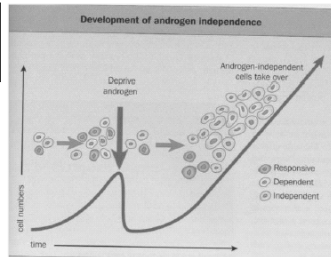 Development of androgen independence
Deprive
androgen
Androgen-independent
cells take over
Responsive
Dependent
Independent
cell numbers
time